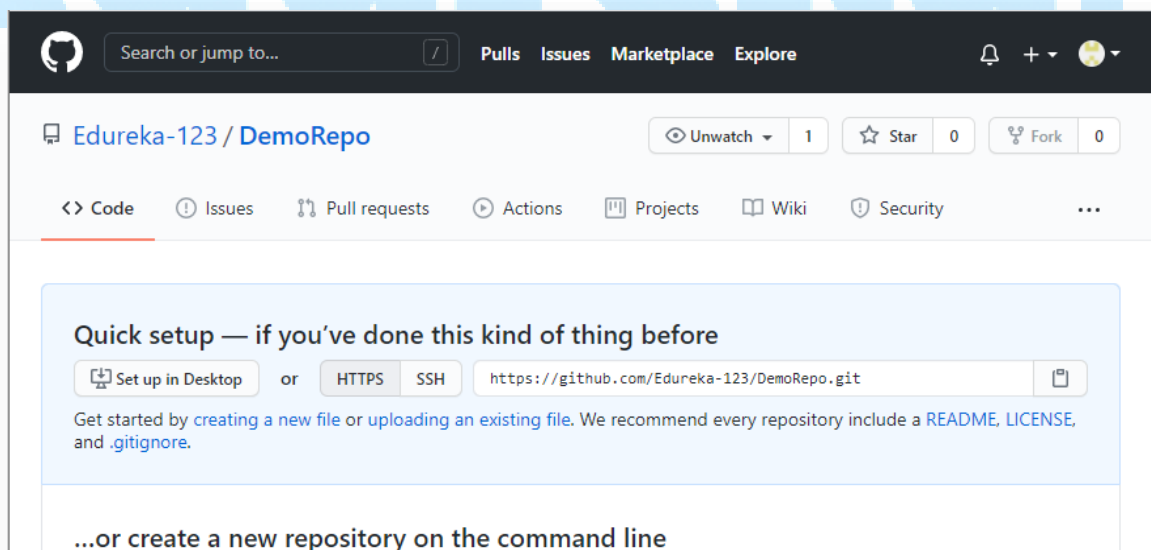 Search or jump to... /
Pulls Issues Marketplace Explore
Edureka-123 / DemoRepo
Unwatch 1 Star 0 Fork 0
Code Issues Pull requests Actions Projects Wiki Security ...
Quick setup — if you’ve done this kind of thing before
Set up in Desktop or HTTPS SSH https://github.com/Edureka-123/DemoRepo.git
Get started by creating a new file or uploading an existing file. We recommend every repository include a README, LICENSE,
and .gitignore.
…or create a new repository on the command line